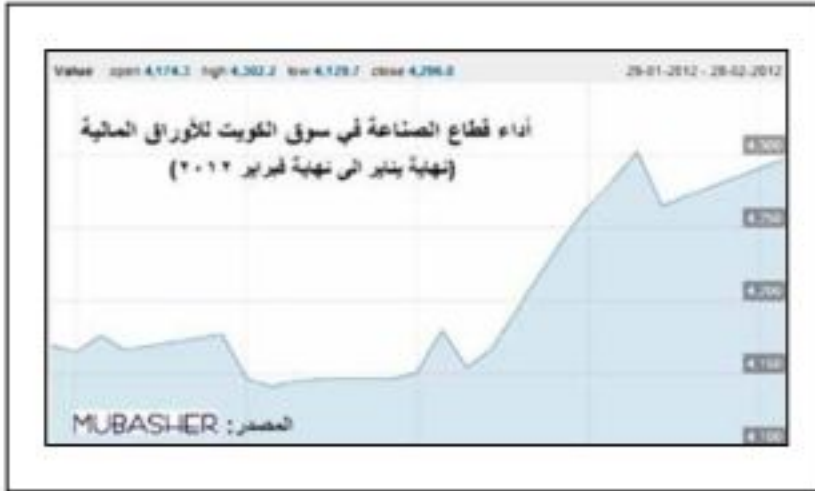 Value open 4,174.3 high 4,302.2 low 4,129.7 close 4,296.8 29-01-2012 - 28-02-2012
أداء قطاع الصناعة في سوق الكويت للأوراق المالية
(نهاية يناير الى نهاية فبراير ٢٠١٢)
4,300
4,250
4,200
4,150
4,100
المصدر: MUBASHER